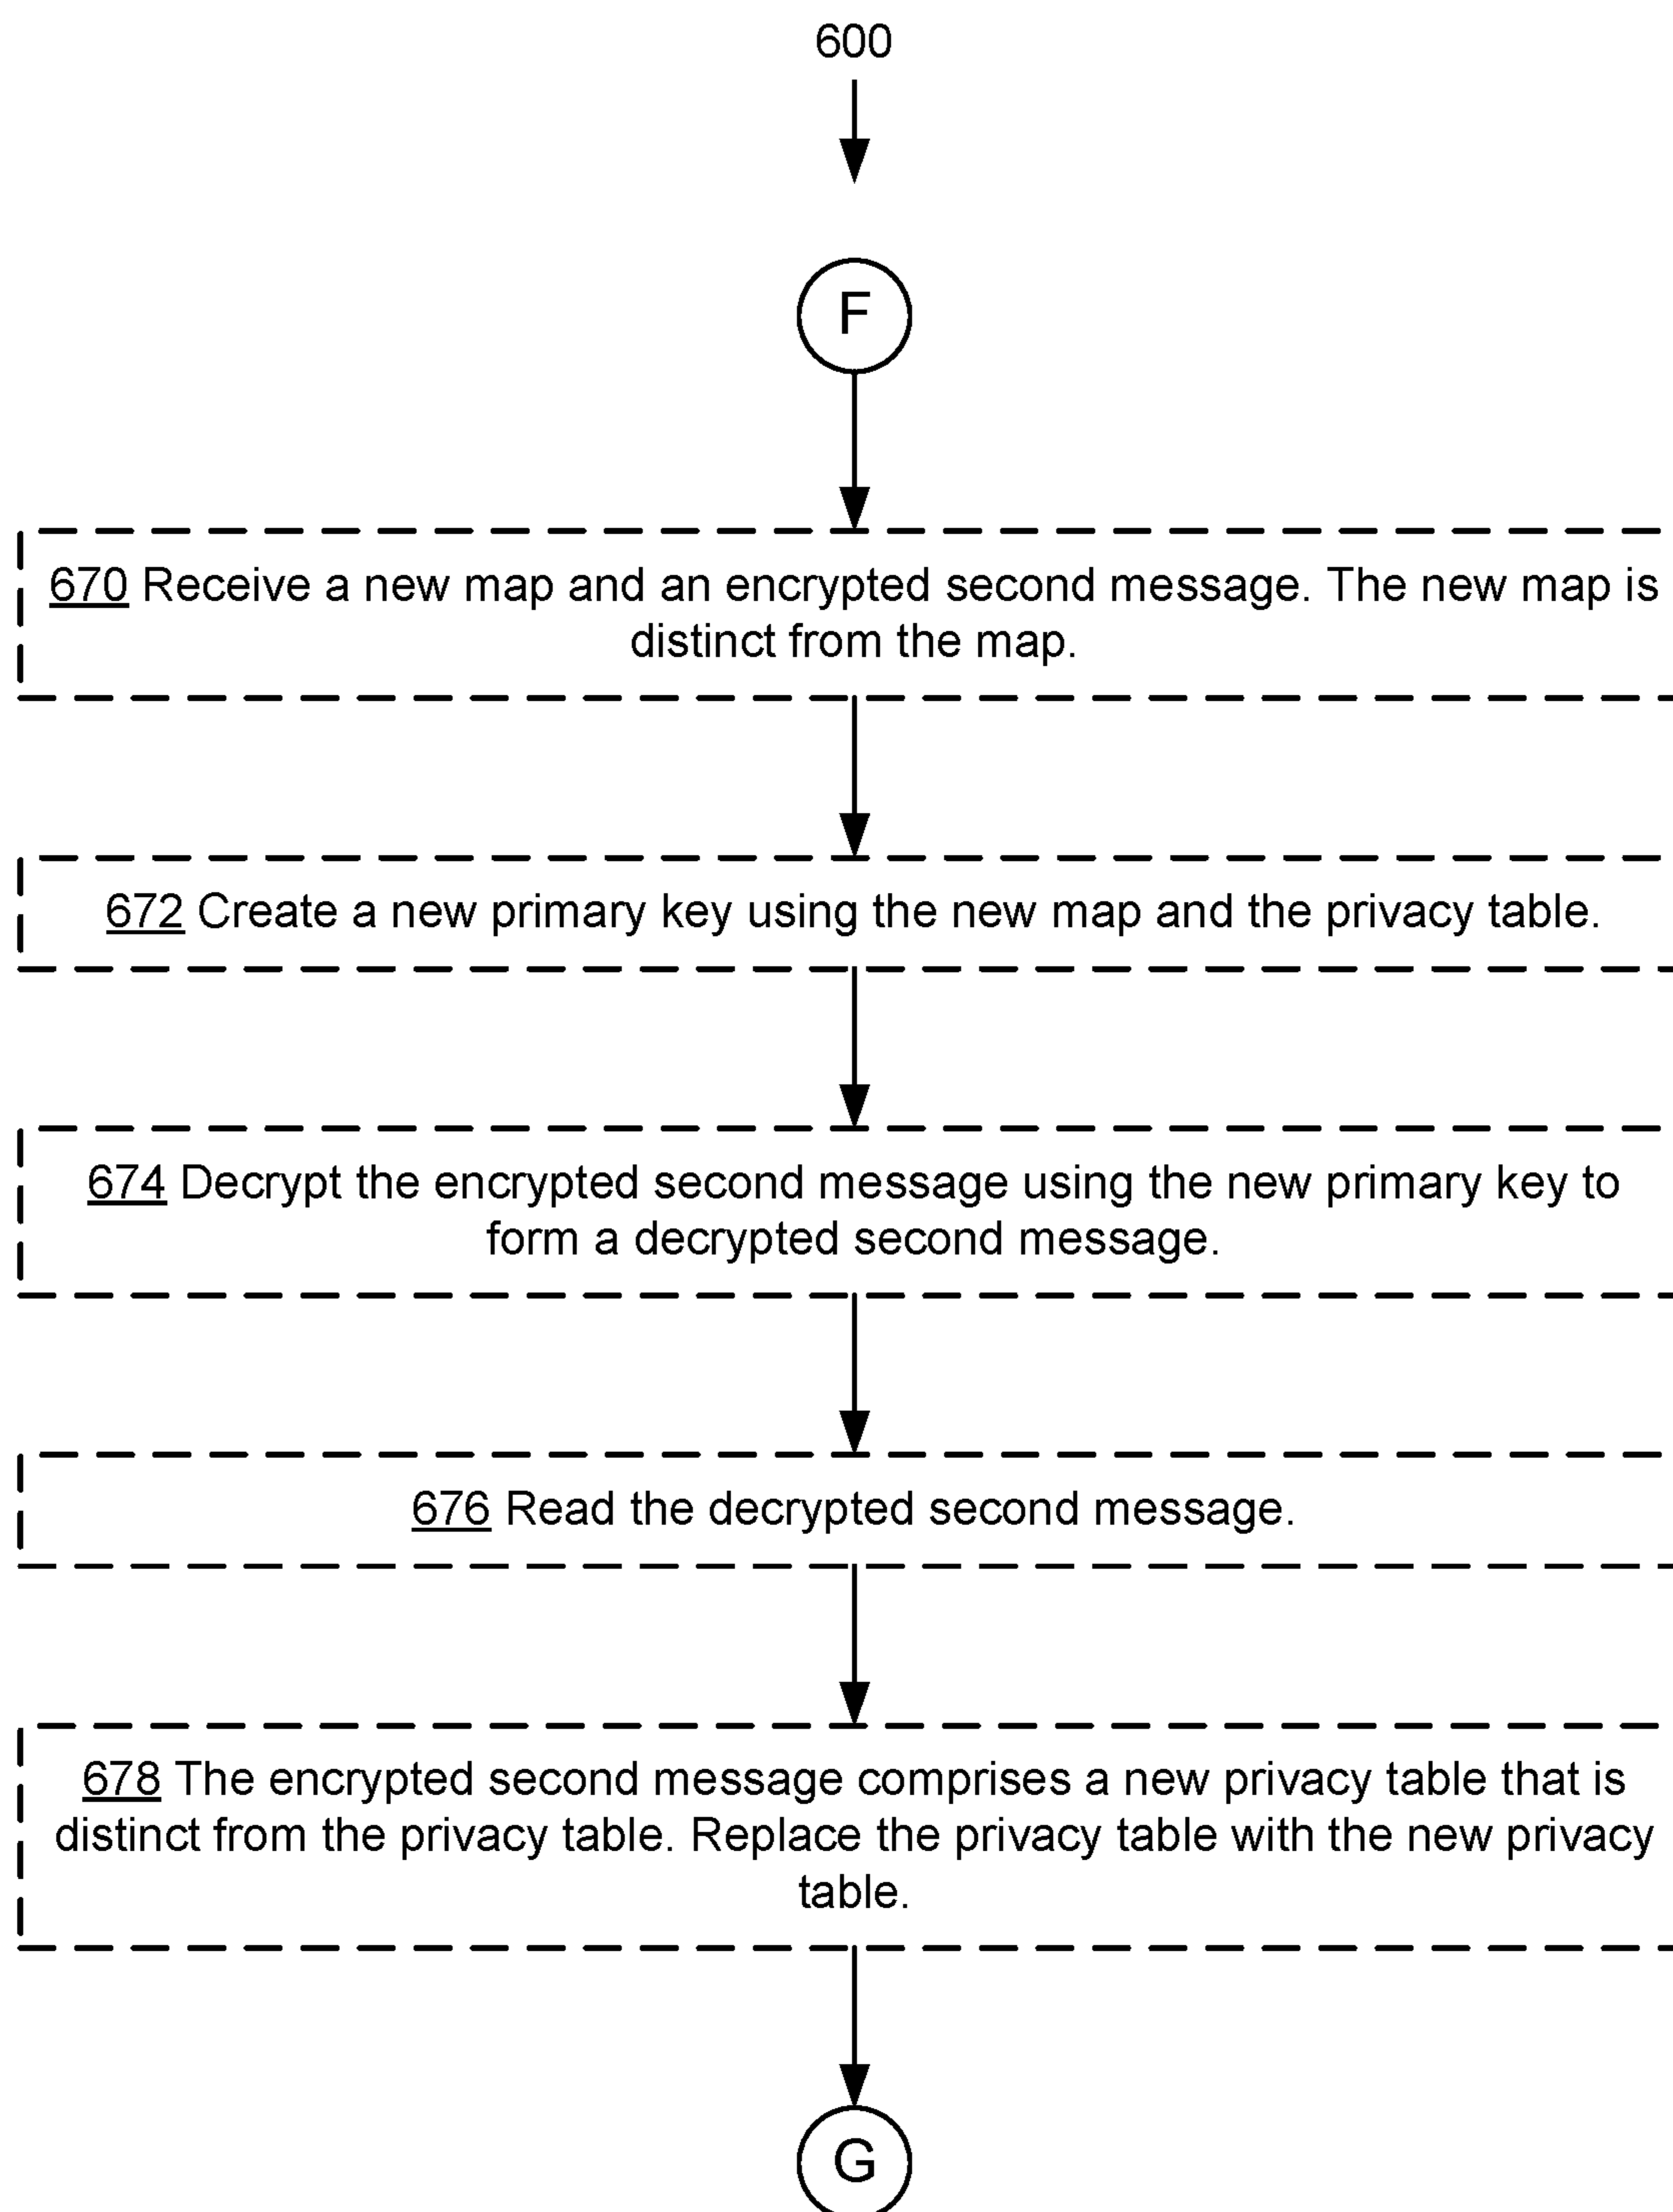 600
F
670 Receive a new map and an encrypted second message. The new map is
distinct from the map.
672 Create a new primary key using the new map and the privacy table.
674 Decrypt the encrypted second message using the new primary key to
form a decrypted second message.
676 Read the decrypted second message.
678 The encrypted second message comprises a new privacy table that is
distinct from the privacy table. Replace the privacy table with the new privacy
table.
G